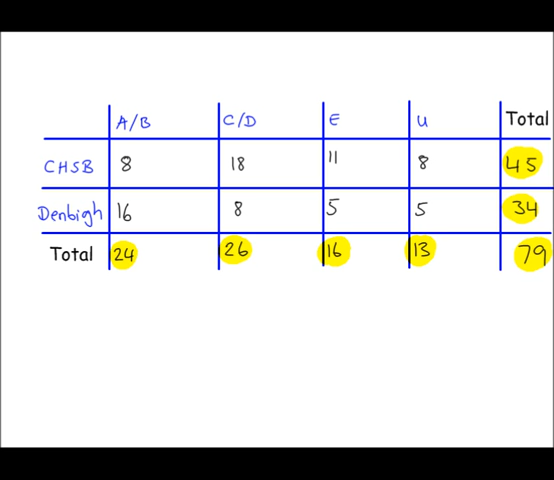 A/B C/D E U Total
CHSB 8 18 11 8 45
Denbigh 16 8 5 5 34
Total 24 26 16 13 79